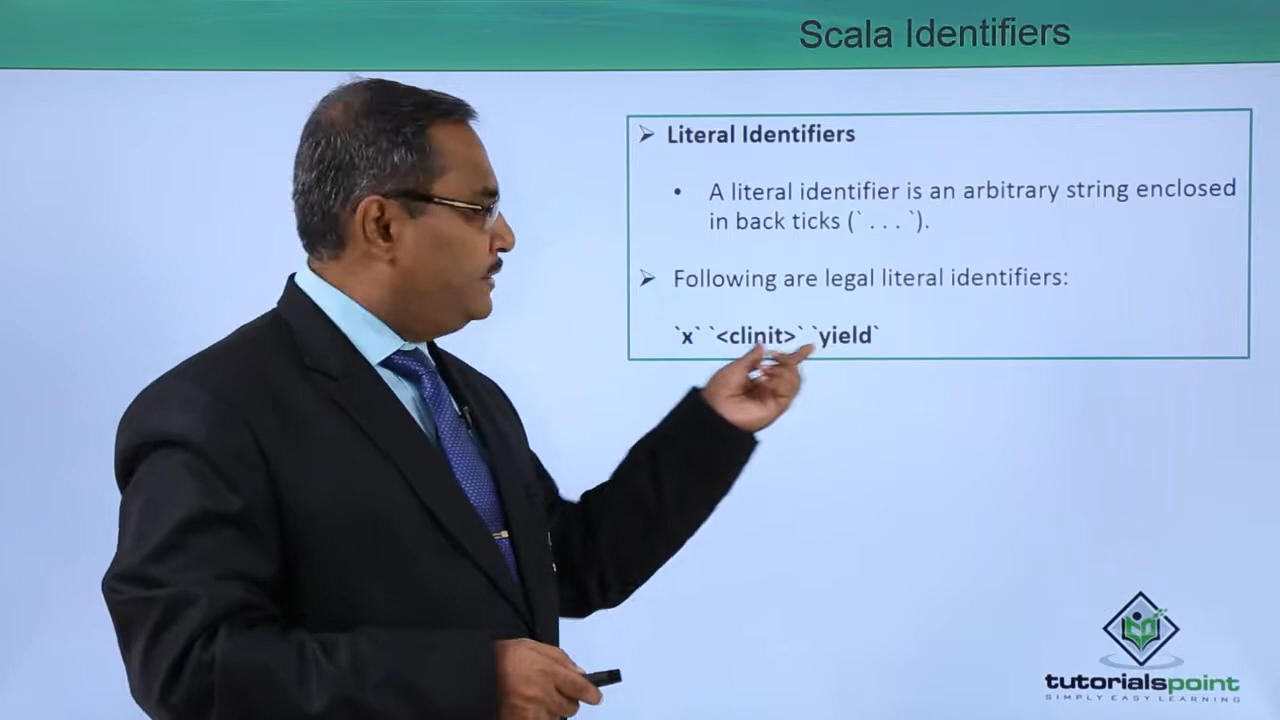 Scala Identifiers
➢ Literal Identifiers
• A literal identifier is an arbitrary string enclosed
in back ticks (` . . . `).
➢ Following are legal literal identifiers:
`x` `<clinit>` `yield`
tutorialspoint
SIMPLY EASY LEARNING